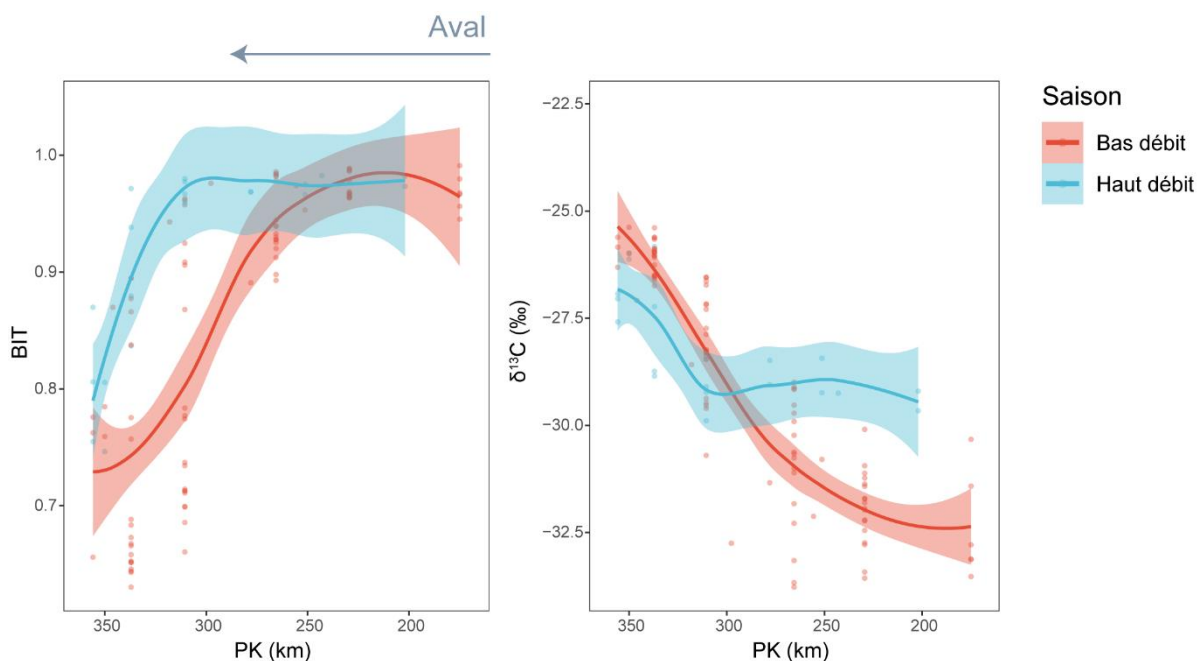 Aval
BIT
1.0
0.9
0.8
0.7
350
300
250
200
PK (km)
δ¹³C (‰)
−22.5
−25.0
−27.5
−30.0
−32.5
350
300
250
200
PK (km)
Saison
Bas débit
Haut débit